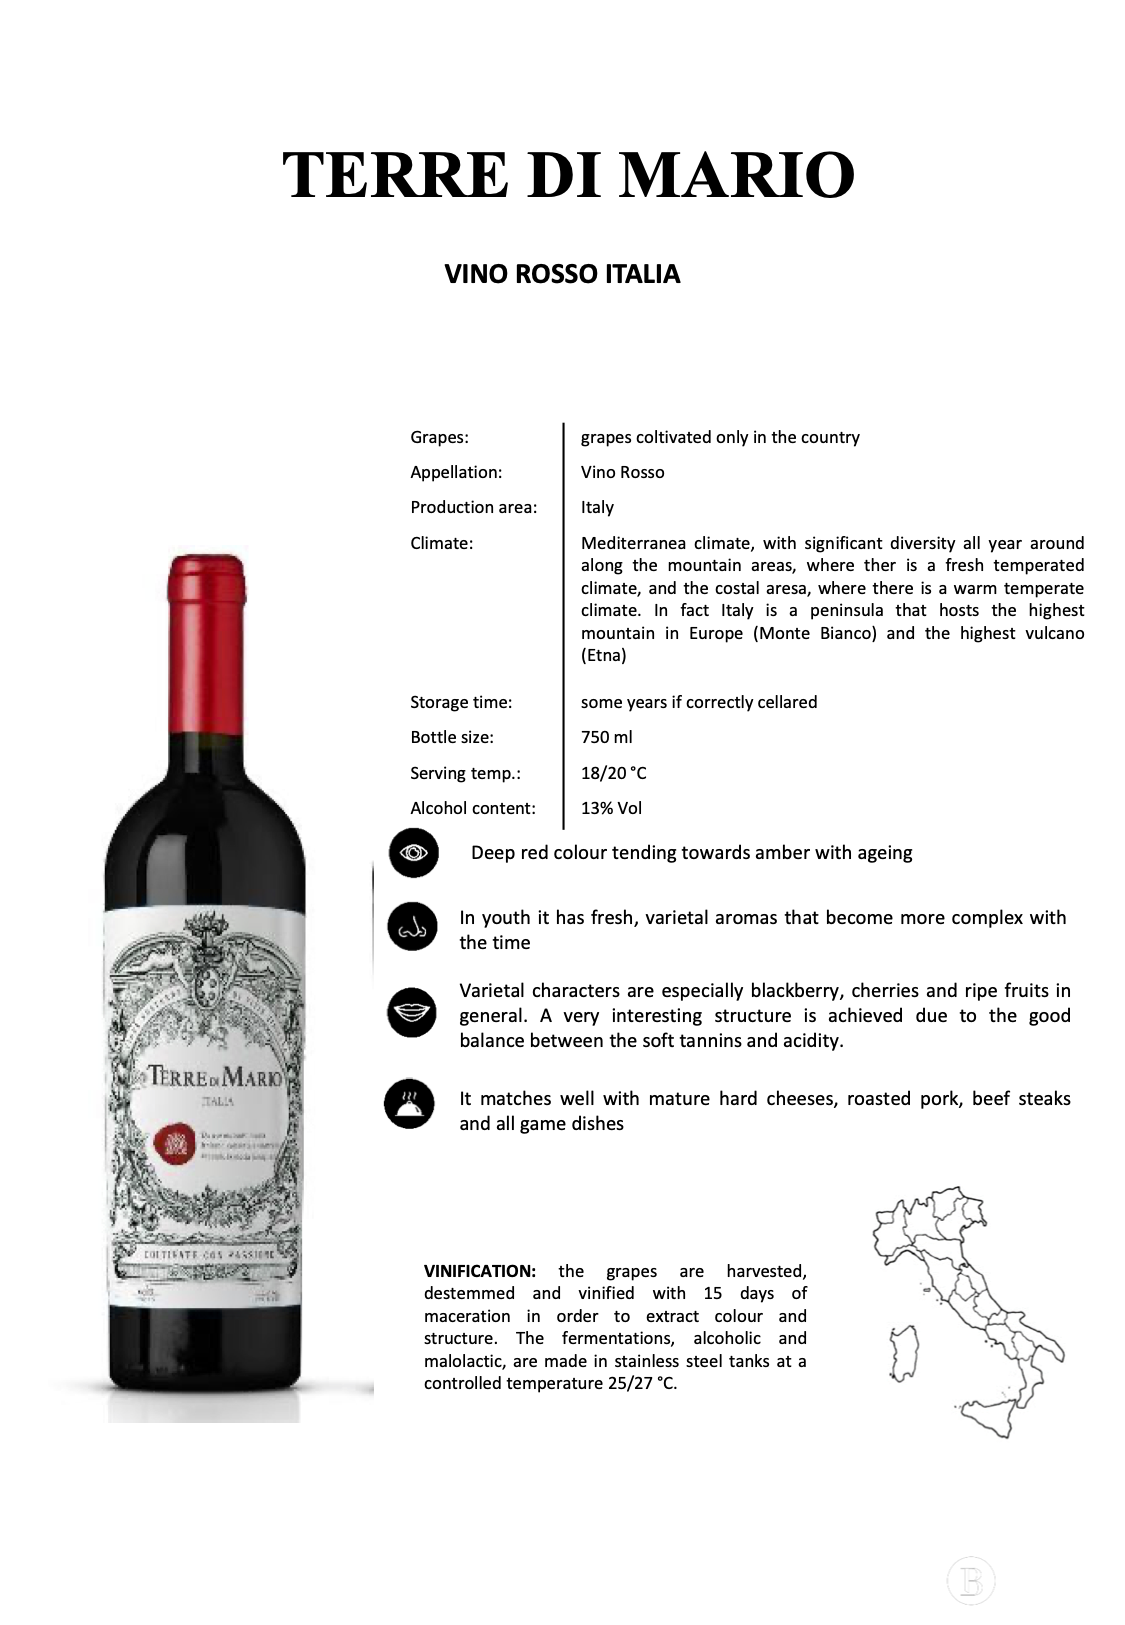 TERRE DI MARIO
VINO ROSSO ITALIA
Grapes: grapes coltivated only in the country
Appellation: Vino Rosso
Production area: Italy
Climate: Mediterranea climate, with significant diversity all year around
along the mountain areas, where ther is a fresh temperated
climate, and the costal aresa, where there is a warm temperate
climate. In fact Italy is a peninsula that hosts the highest
mountain in Europe (Monte Bianco) and the highest vulcano
(Etna)
Storage time: some years if correctly cellared
Bottle size: 750 ml
Serving temp.: 18/20 °C
Alcohol content: 13% Vol
Deep red colour tending towards amber with ageing
In youth it has fresh, varietal aromas that become more complex with
the time
Varietal characters are especially blackberry, cherries and ripe fruits in
general. A very interesting structure is achieved due to the good
balance between the soft tannins and acidity.
It matches well with mature hard cheeses, roasted pork, beef steaks
and all game dishes
TERRE DI MARIO
ITALIA
COLTIVATE CON PASSIONE
VINIFICATION: the grapes are harvested,
destemmed and vinified with 15 days of
maceration in order to extract colour and
structure. The fermentations, alcoholic and
malolactic, are made in stainless steel tanks at a
controlled temperature 25/27 °C.
B